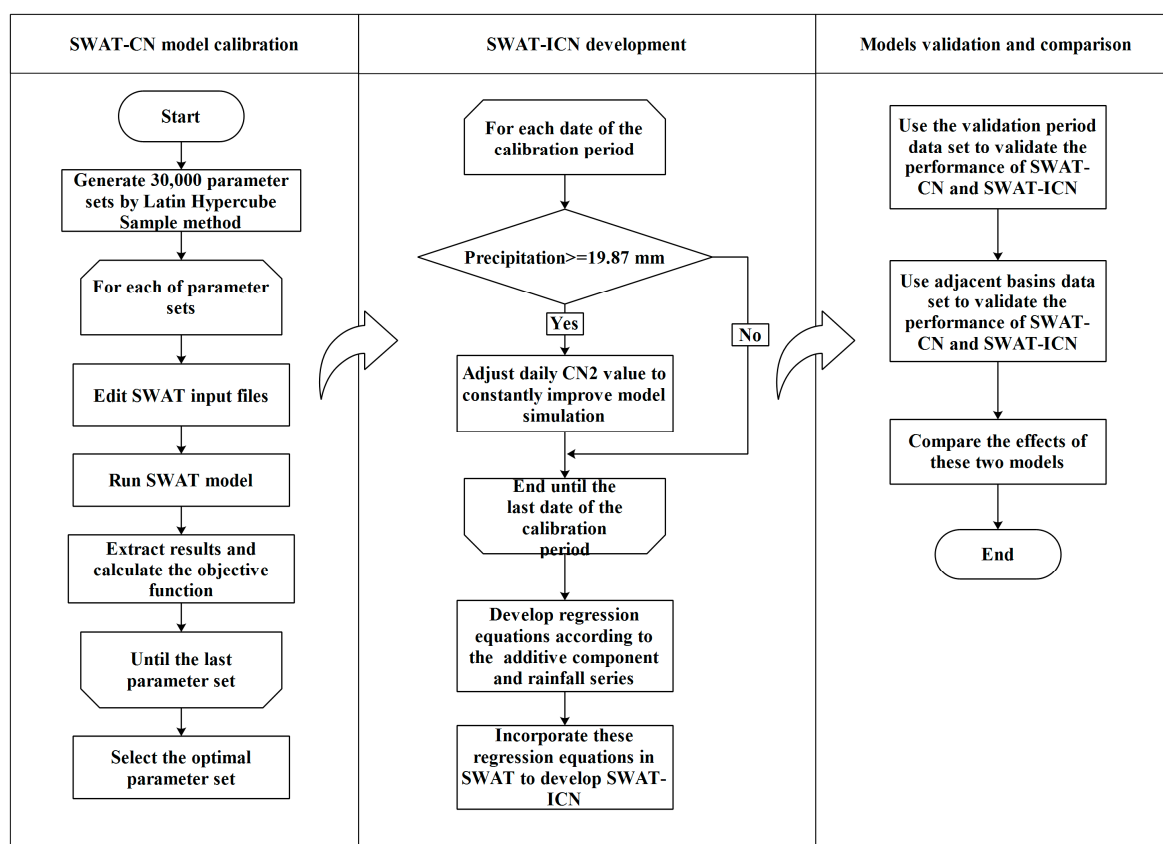 SWAT-CN model calibration
Start
Generate 30,000 parameter
sets by Latin Hypercube
Sample method
For each of parameter
sets
Edit SWAT input files
Run SWAT model
Extract results and
calculate the objective
function
Until the last
parameter set
Select the optimal
parameter set
SWAT-ICN development
For each date of the
calibration period
Precipitation>=19.87 mm
Yes
No
Adjust daily CN2 value to
constantly improve model
simulation
End until the
last date of the
calibration
period
Develop regression
equations according to
the additive component
and rainfall series
Incorporate these
regression equations in
SWAT to develop SWAT-
ICN
Models validation and comparison
Use the validation period
data set to validate the
performance of SWAT-
CN and SWAT-ICN
Use adjacent basins data
set to validate the
performance of SWAT-
CN and SWAT-ICN
Compare the effects of
these two models
End